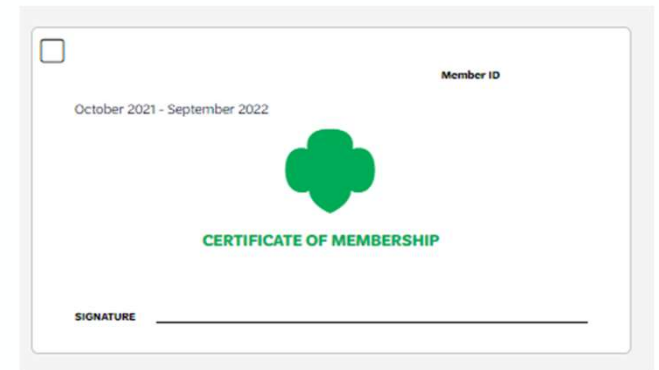 Member ID
October 2021 - September 2022
CERTIFICATE OF MEMBERSHIP
SIGNATURE